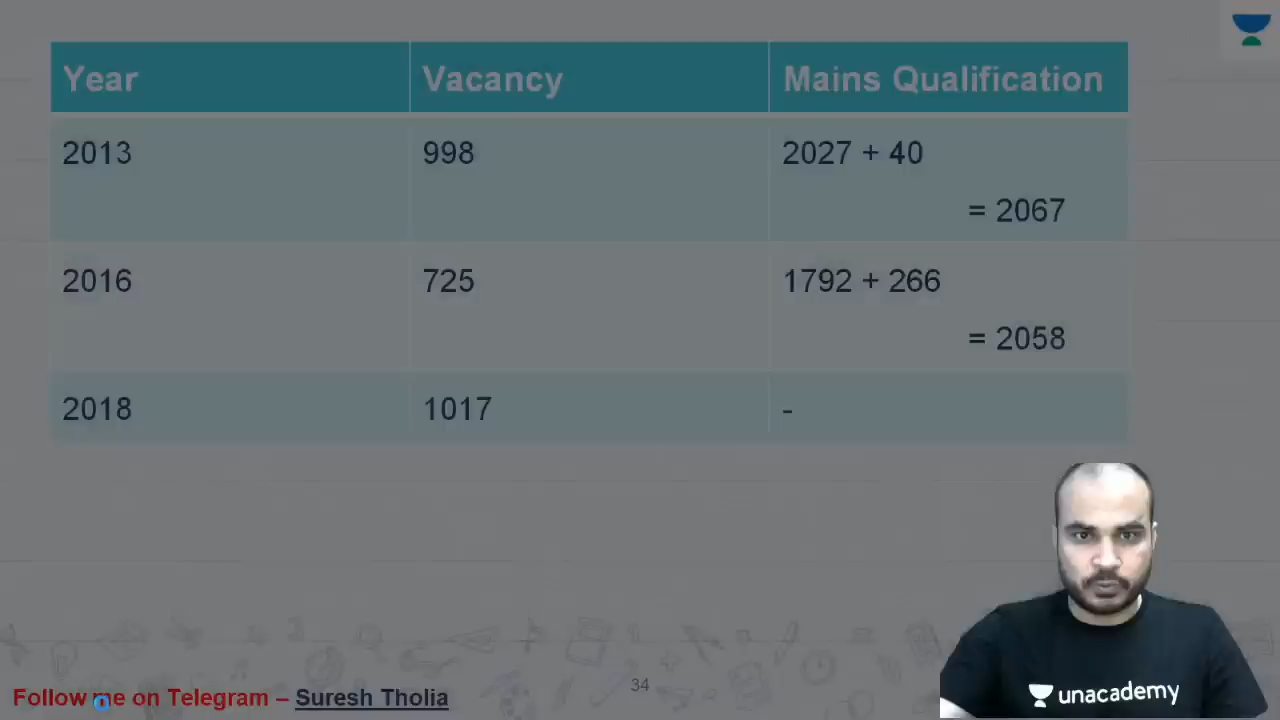 Year Vacancy Mains Qualification
2013 998 2027 + 40
= 2067
2016 725 1792 + 266
= 2058
2018 1017 -
unacademy
34
Follow me on Telegram – Suresh Tholia